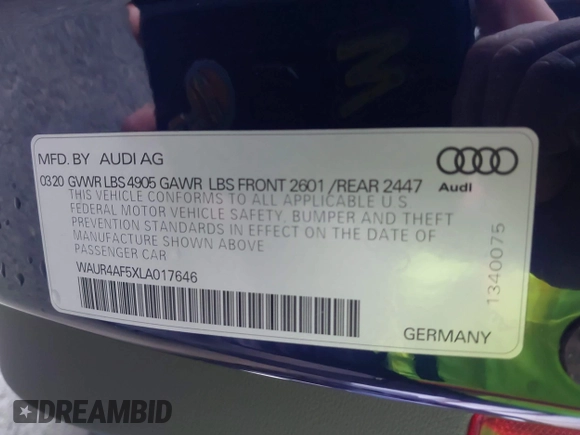 MFD. BY AUDI AG
03 20 GVWR LBS 4905 GAWR LBS FRONT 2601 / REAR 2447
THIS VEHICLE CONFORMS TO ALL APPLICABLE U S
FEDERAL MOTOR VEHICLE SAFETY, BUMPER AND THEFT
PREVENTION STANDARDS IN EFFECT ON THE DATE OF
MANUFACTURE SHOWN ABOVE
PASSENGER CAR
WAUR4AF5XLA017646
Audi
1340075
GERMANY
DREAMBID